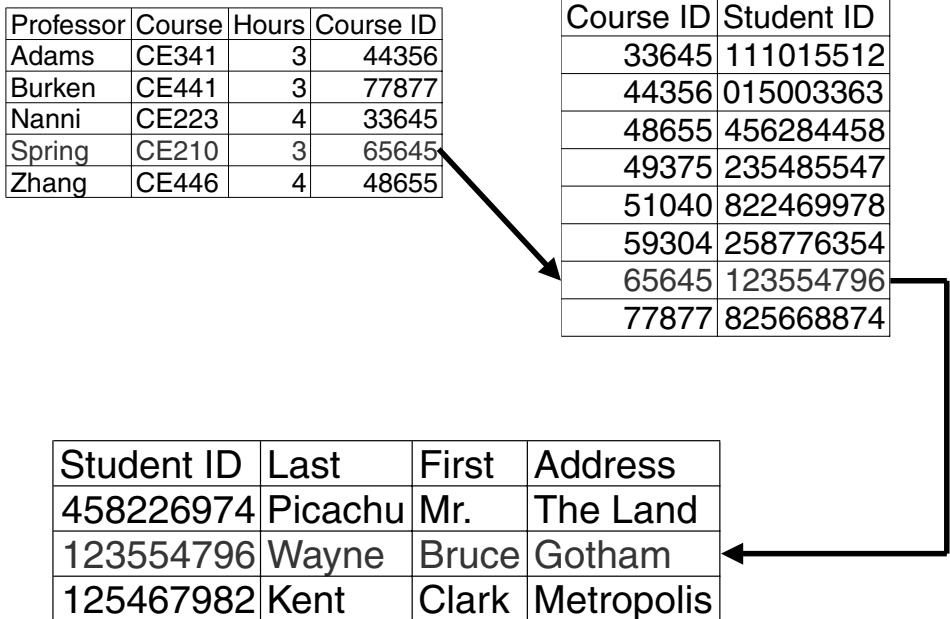 Professor Course Hours Course ID
Adams CE341 3 44356
Burken CE441 3 77877
Nanni CE223 4 33645
Spring CE210 3 65645
Zhang CE446 4 48655
Course ID Student ID
33645 111015512
44356 015003363
48655 456284458
49375 235485547
51040 822469978
59304 258776354
65645 123554796
77877 825668874
Student ID Last First Address
458226974 Picachu Mr. The Land
123554796 Wayne Bruce Gotham
125467982 Kent Clark Metropolis